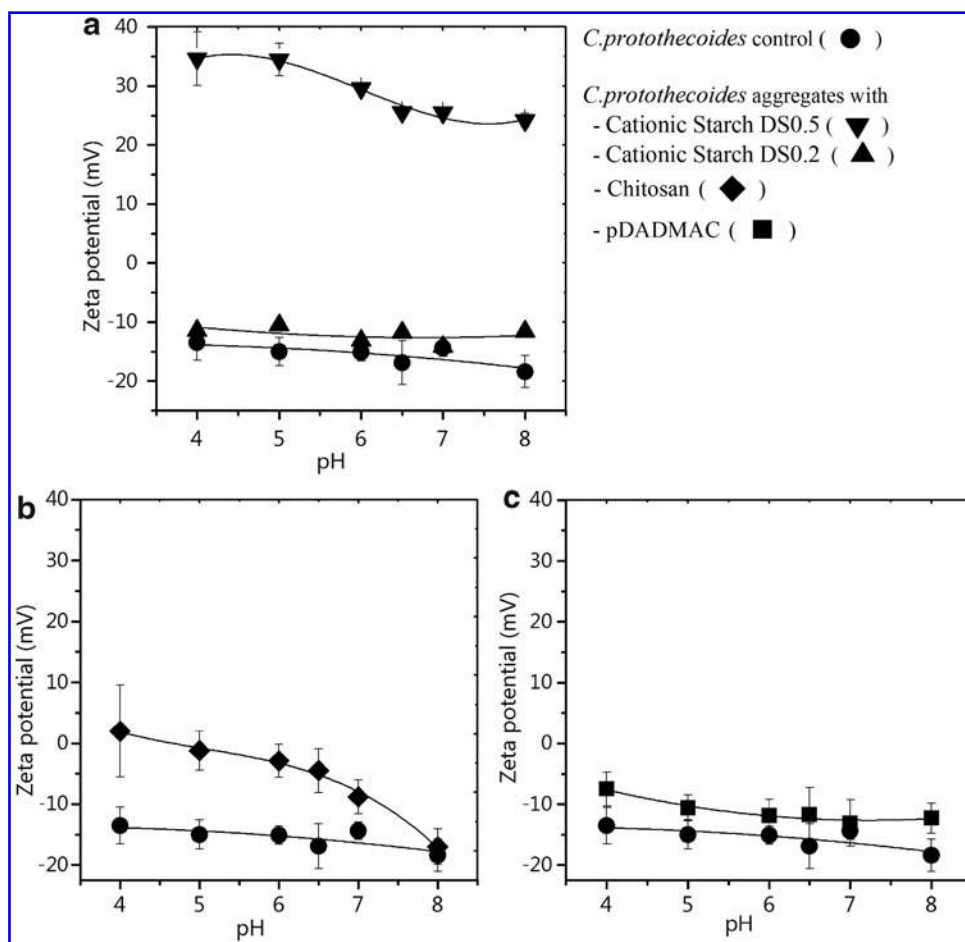 a
C.protothecoides control ( ● )
C.protothecoides aggregates with
- Cationic Starch DS0.5 ( ▼ )
- Cationic Starch DS0.2 ( ▲ )
- Chitosan ( ◆ )
- pDADMAC ( ■ )
Zeta potential (mV)
40
30
20
10
0
-10
-20
4 5 6 7 8
pH
b
Zeta potential (mV)
40
30
20
10
0
-10
-20
4 5 6 7 8
pH
c
Zeta potential (mV)
40
30
20
10
0
-10
-20
4 5 6 7 8
pH